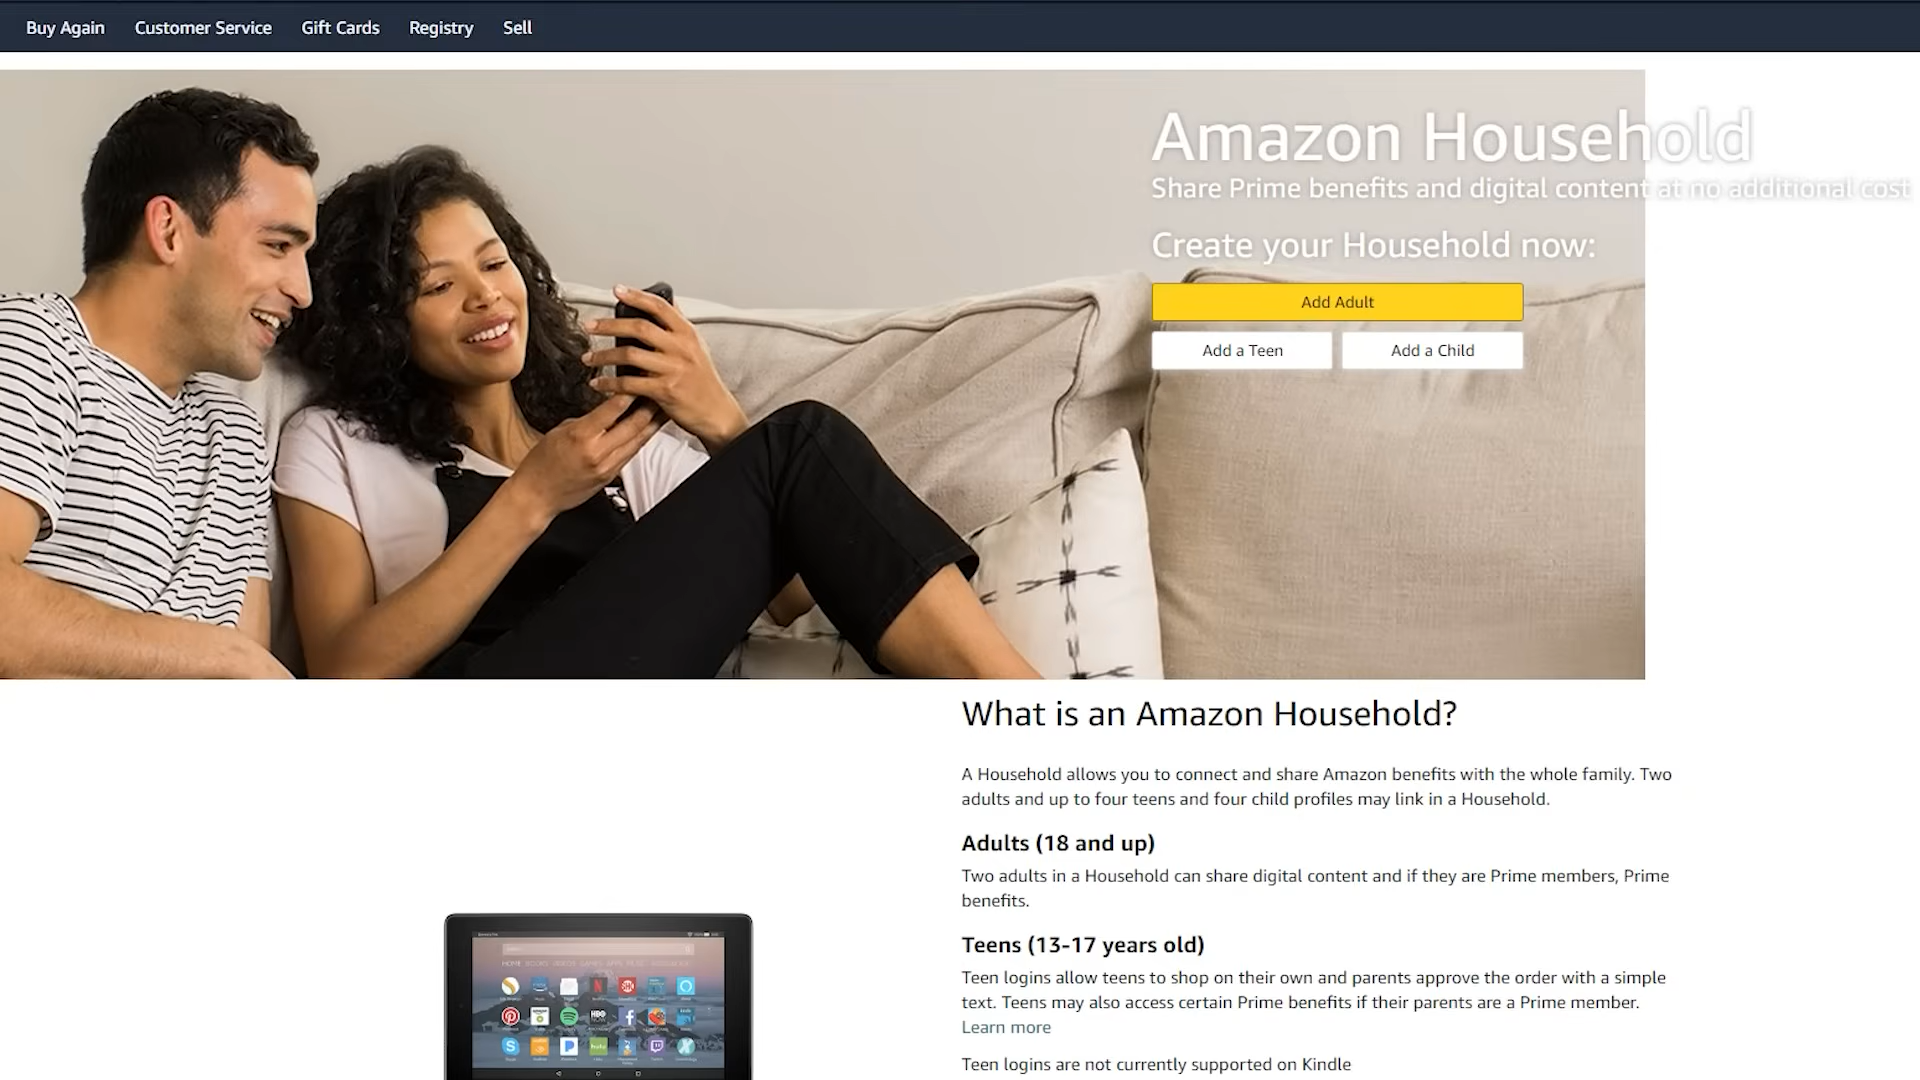 Buy Again Customer Service Gift Cards Registry Sell
Amazon Household
Share Prime benefits and digital content at no additional cost
Create your Household now:
Add Adult
Add a Teen Add a Child
What is an Amazon Household?
A Household allows you to connect and share Amazon benefits with the whole family. Two
adults and up to four teens and four child profiles may link in a Household.
Adults (18 and up)
Two adults in a Household can share digital content and if they are Prime members, Prime
benefits.
Teens (13-17 years old)
Teen logins allow teens to shop on their own and parents approve the order with a simple
text. Teens may also access certain Prime benefits if their parents are a Prime member.
Learn more
Teen logins are not currently supported on Kindle